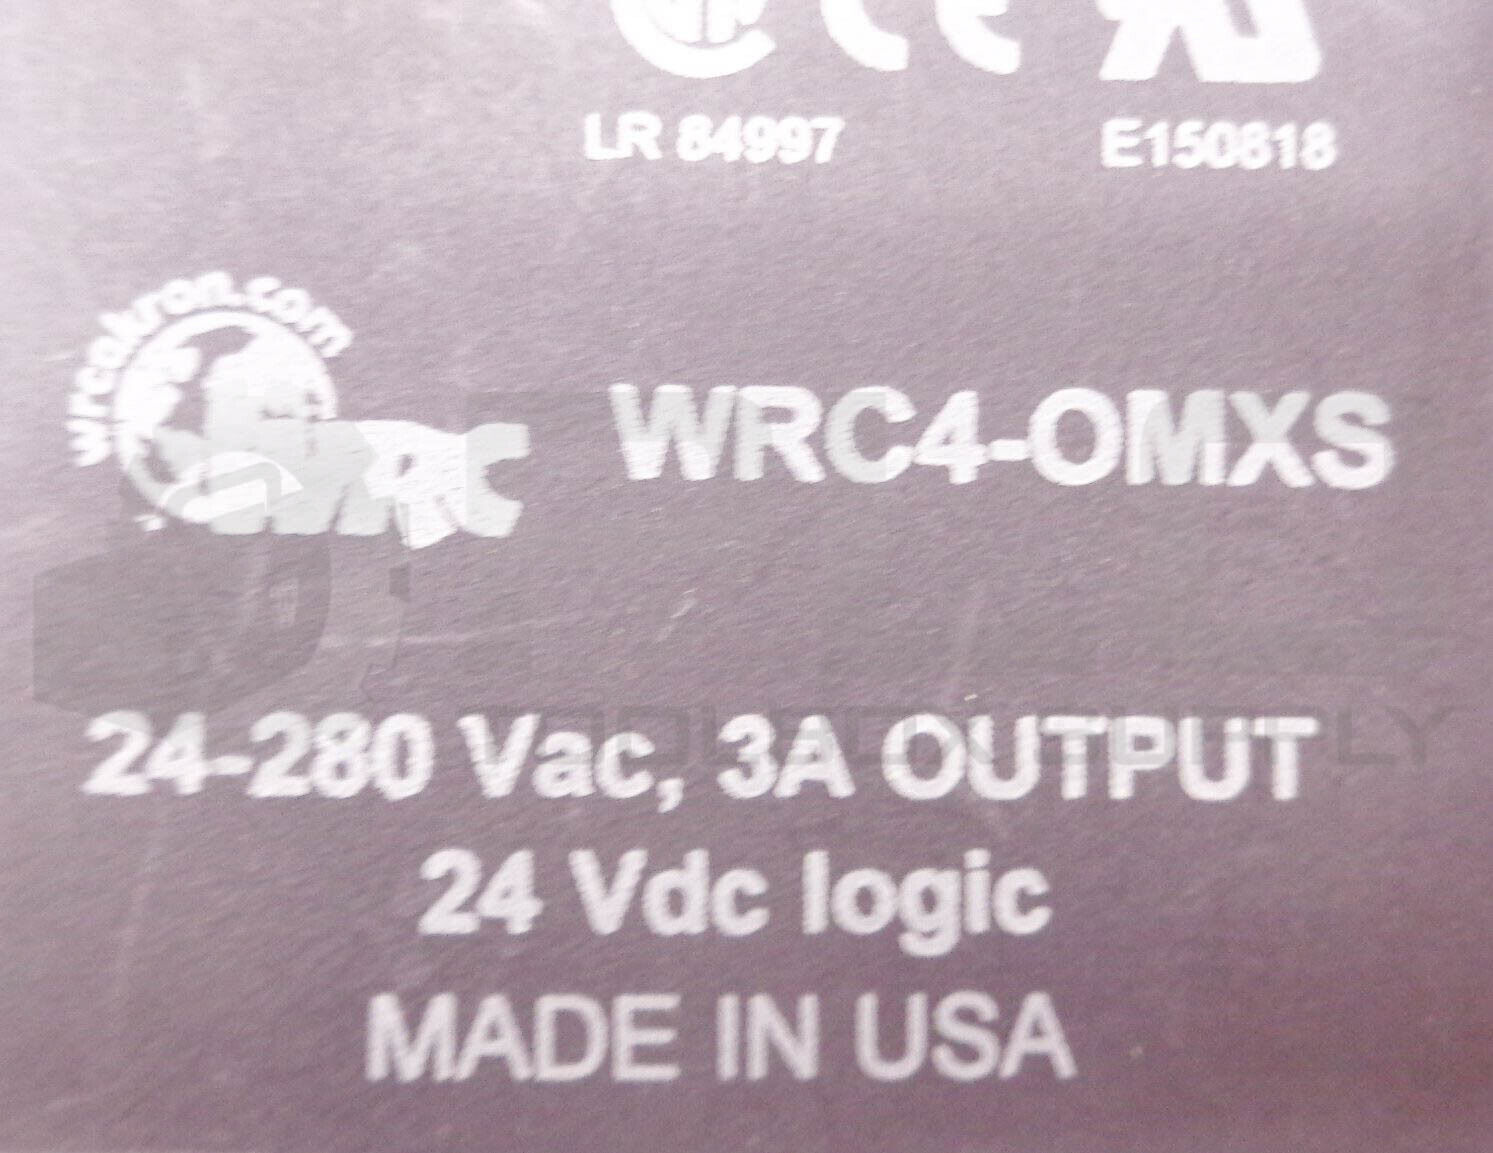 CE
LR 84997
E150818
wrcakron.com
WRC
WRC4-OMXS
24-280 Vac, 3A OUTPUT
24 Vdc logic
MADE IN USA